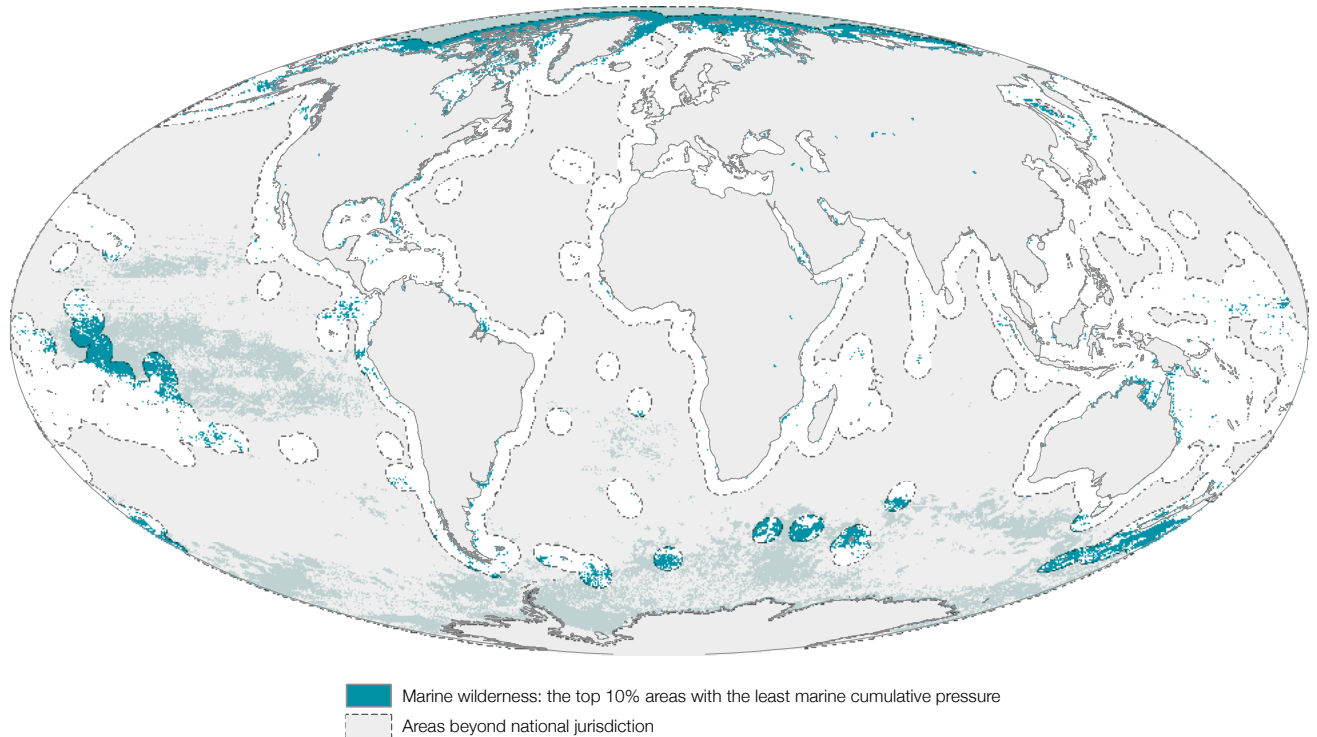 Marine wilderness: the top 10% areas with the least marine cumulative pressure
Areas beyond national jurisdiction